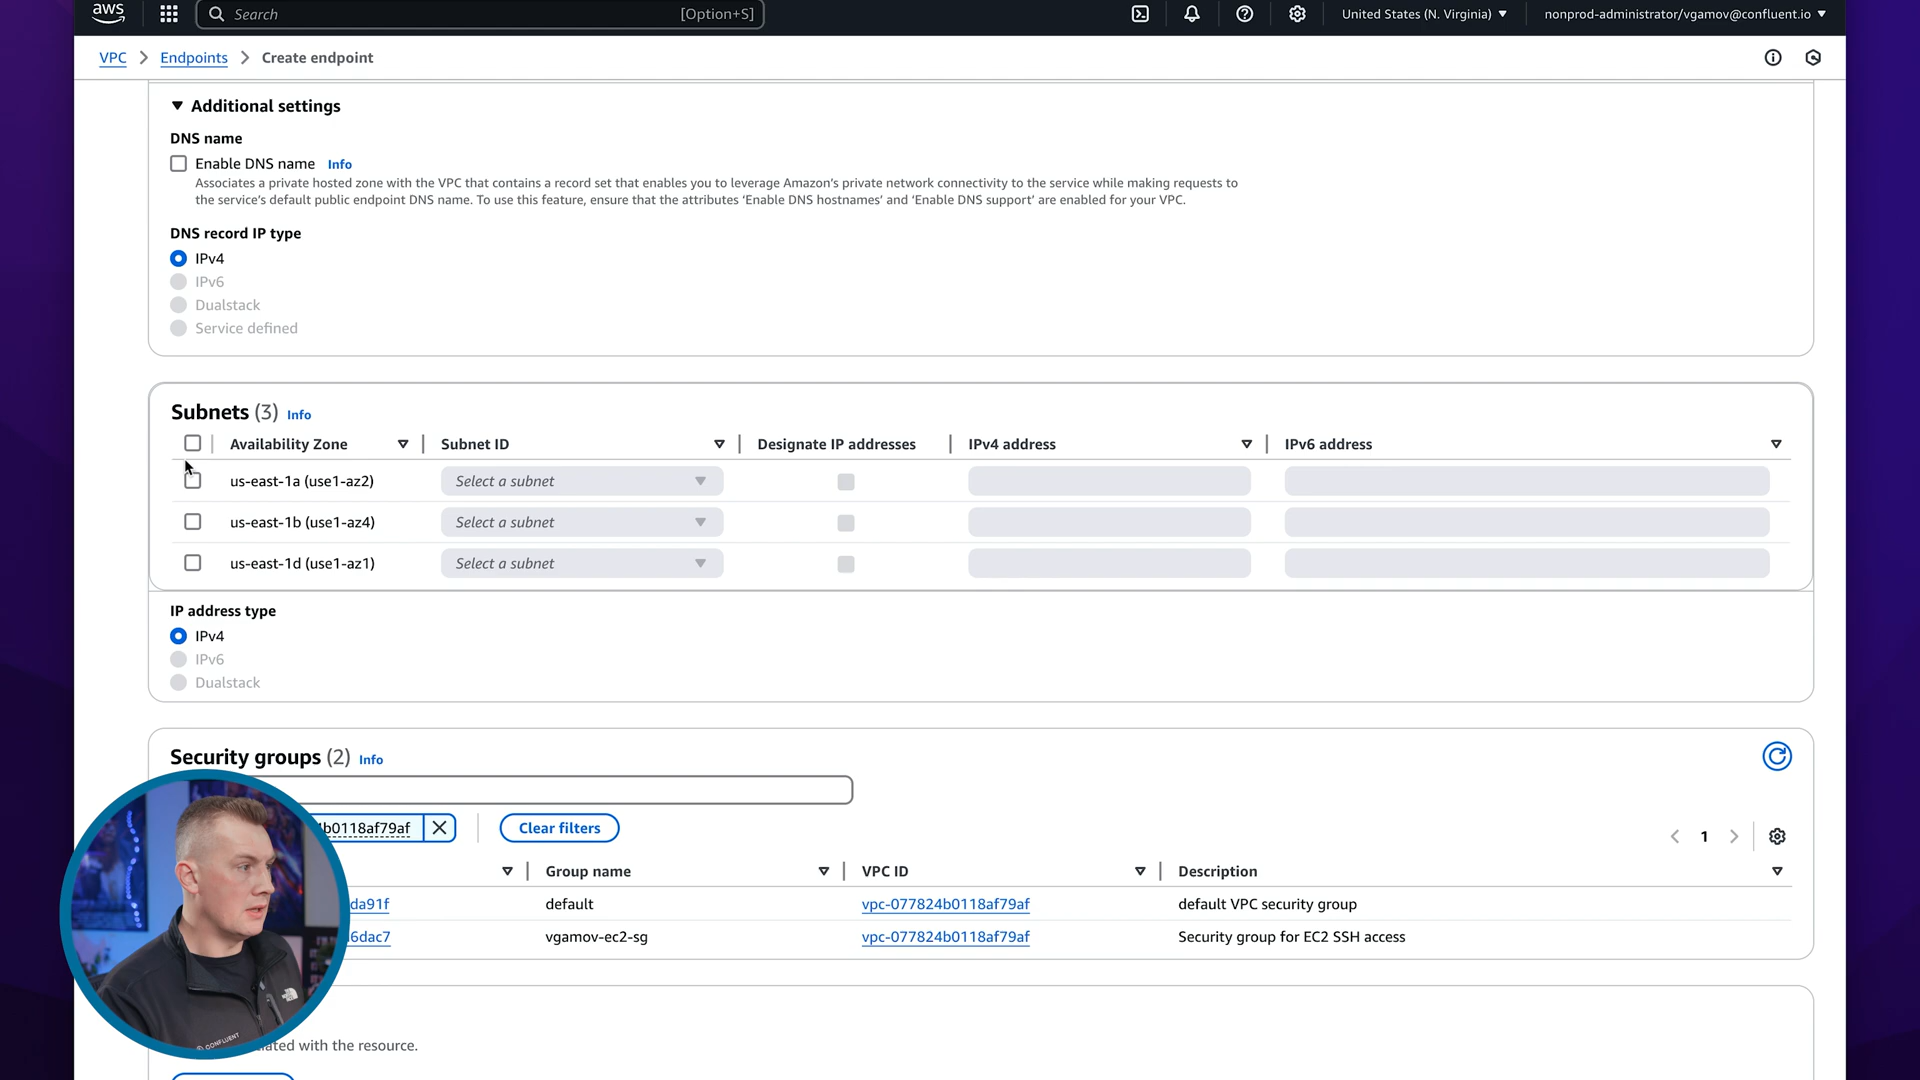 aws
Search
[Option+S]
United States (N. Virginia)
nonprod-administrator/vgamov@confluent.io
VPC
Endpoints
Create endpoint
Additional settings
DNS name
Enable DNS name Info
Associates a private hosted zone with the VPC that contains a record set that enables you to leverage Amazon's private network connectivity to the service while making requests to
the service's default public endpoint DNS name. To use this feature, ensure that the attributes 'Enable DNS hostnames' and 'Enable DNS support' are enabled for your VPC.
DNS record IP type
IPv4
IPv6
Dualstack
Service defined
Subnets (3) Info
Availability Zone Subnet ID Designate IP addresses IPv4 address IPv6 address
us-east-1a (use1-az2) Select a subnet
us-east-1b (use1-az4) Select a subnet
us-east-1d (use1-az1) Select a subnet
IP address type
IPv4
IPv6
Dualstack
Security groups (2) Info
b0118af79af
Clear filters
1
Group name VPC ID Description
da91f default vpc-077824b0118af79af default VPC security group
6dac7 vgamov-ec2-sg vpc-077824b0118af79af Security group for EC2 SSH access
CONFLUENT
with the resource.